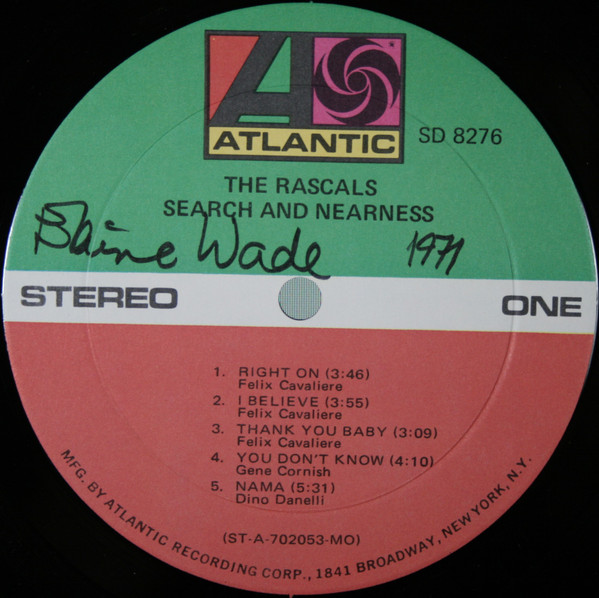 ATLANTIC
SD 8276
THE RASCALS
SEARCH AND NEARNESS
Elaine Wade 1971
STEREO ONE
1. RIGHT ON (3:46)
Felix Cavaliere
2. I BELIEVE (3:55)
Felix Cavaliere
3. THANK YOU BABY (3:09)
Felix Cavaliere
4. YOU DON'T KNOW (4:10)
Gene Cornish
5. NAMA (5:31)
Dino Danelli
(ST-A-702053-MO)
MFG. BY ATLANTIC RECORDING CORP., 1841 BROADWAY, NEW YORK, N.Y.